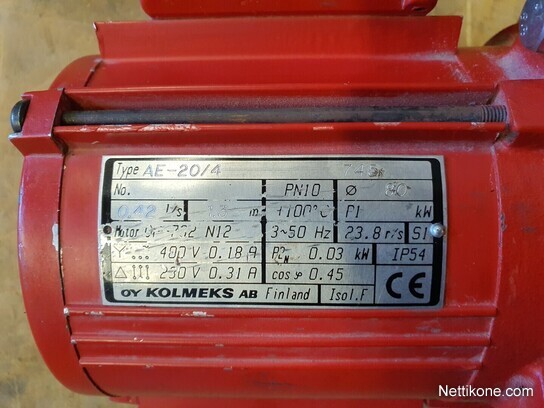 Type AE-20/4
No. PN10 Ø
l/s m +100°C P1 kW
Motor N12 3~50 Hz 23.8 r/s S1
Y 400 V 0.18 A P2N 0.03 kW IP54
△ 230 V 0.31 A cos φ 0.45
OY KOLMEKS AB Finland Isol.F CE
Nettikone.com